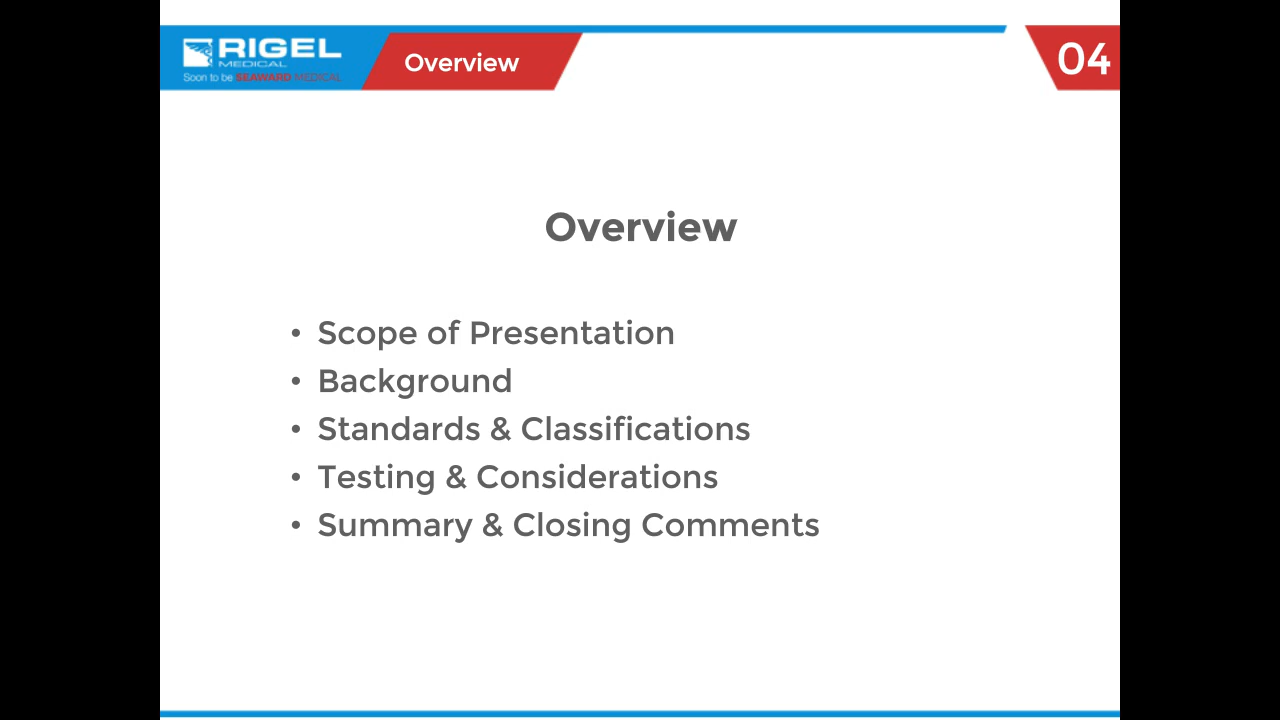 RIGEL
MEDICAL
Soon to be SEAWARD MEDICAL
Overview
04
Overview
• Scope of Presentation
• Background
• Standards & Classifications
• Testing & Considerations
• Summary & Closing Comments